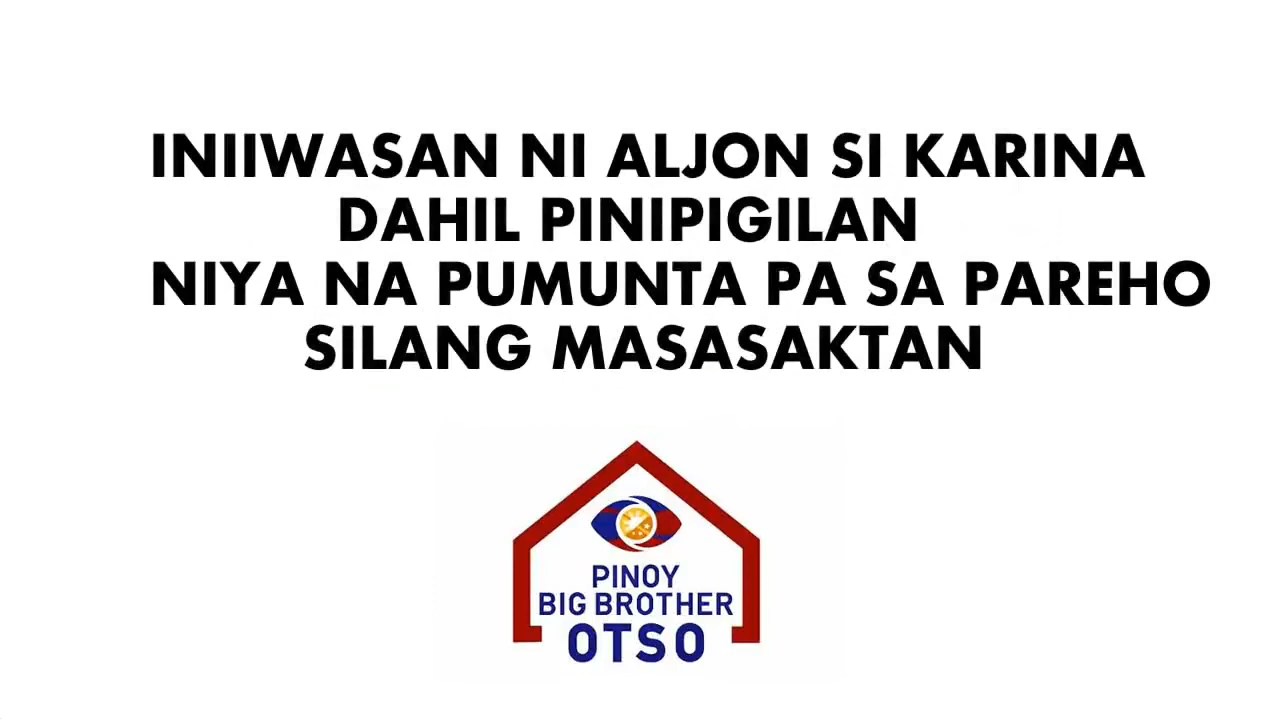 INIIWASAN NI ALJON SI KARINA
DAHIL PINIPIGILAN
NIYA NA PUMUNTA PA SA PAREHO
SILANG MASASAKTAN
PINOY
BIG BROTHER
OTSO